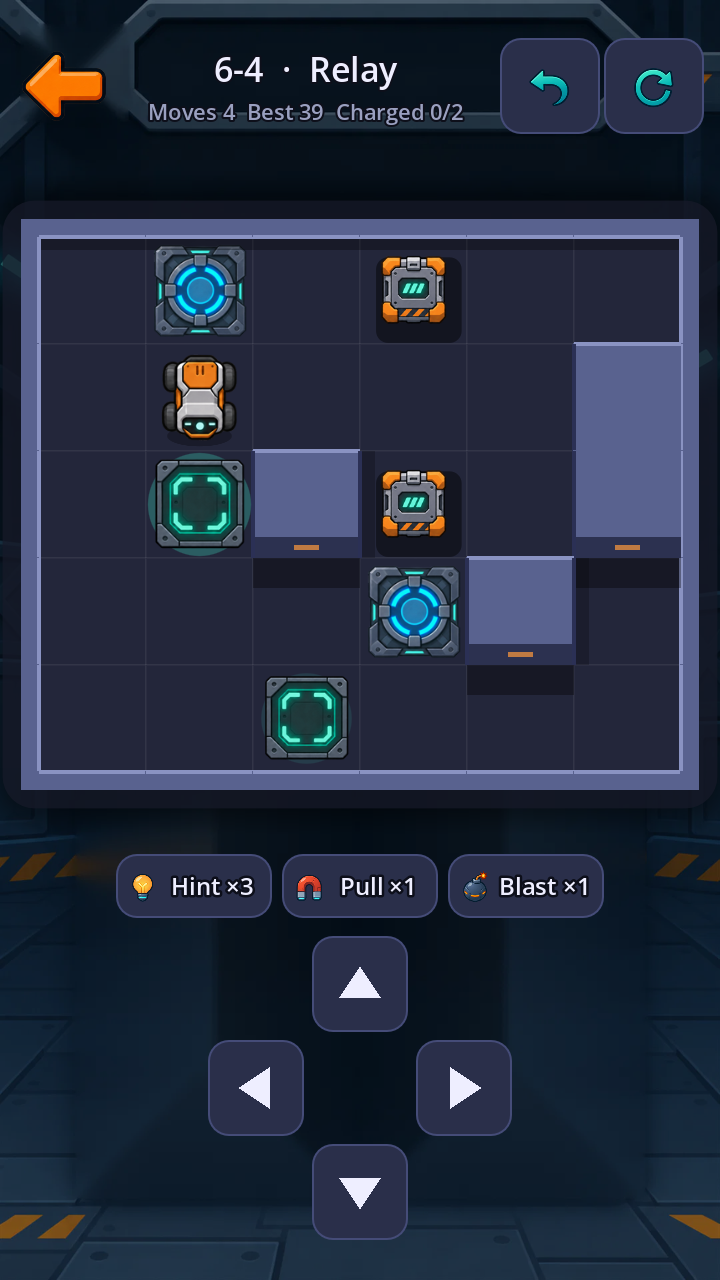 6-4 · Relay
Moves 4 Best 39 Charged 0/2
Hint ×3
Pull ×1
Blast ×1